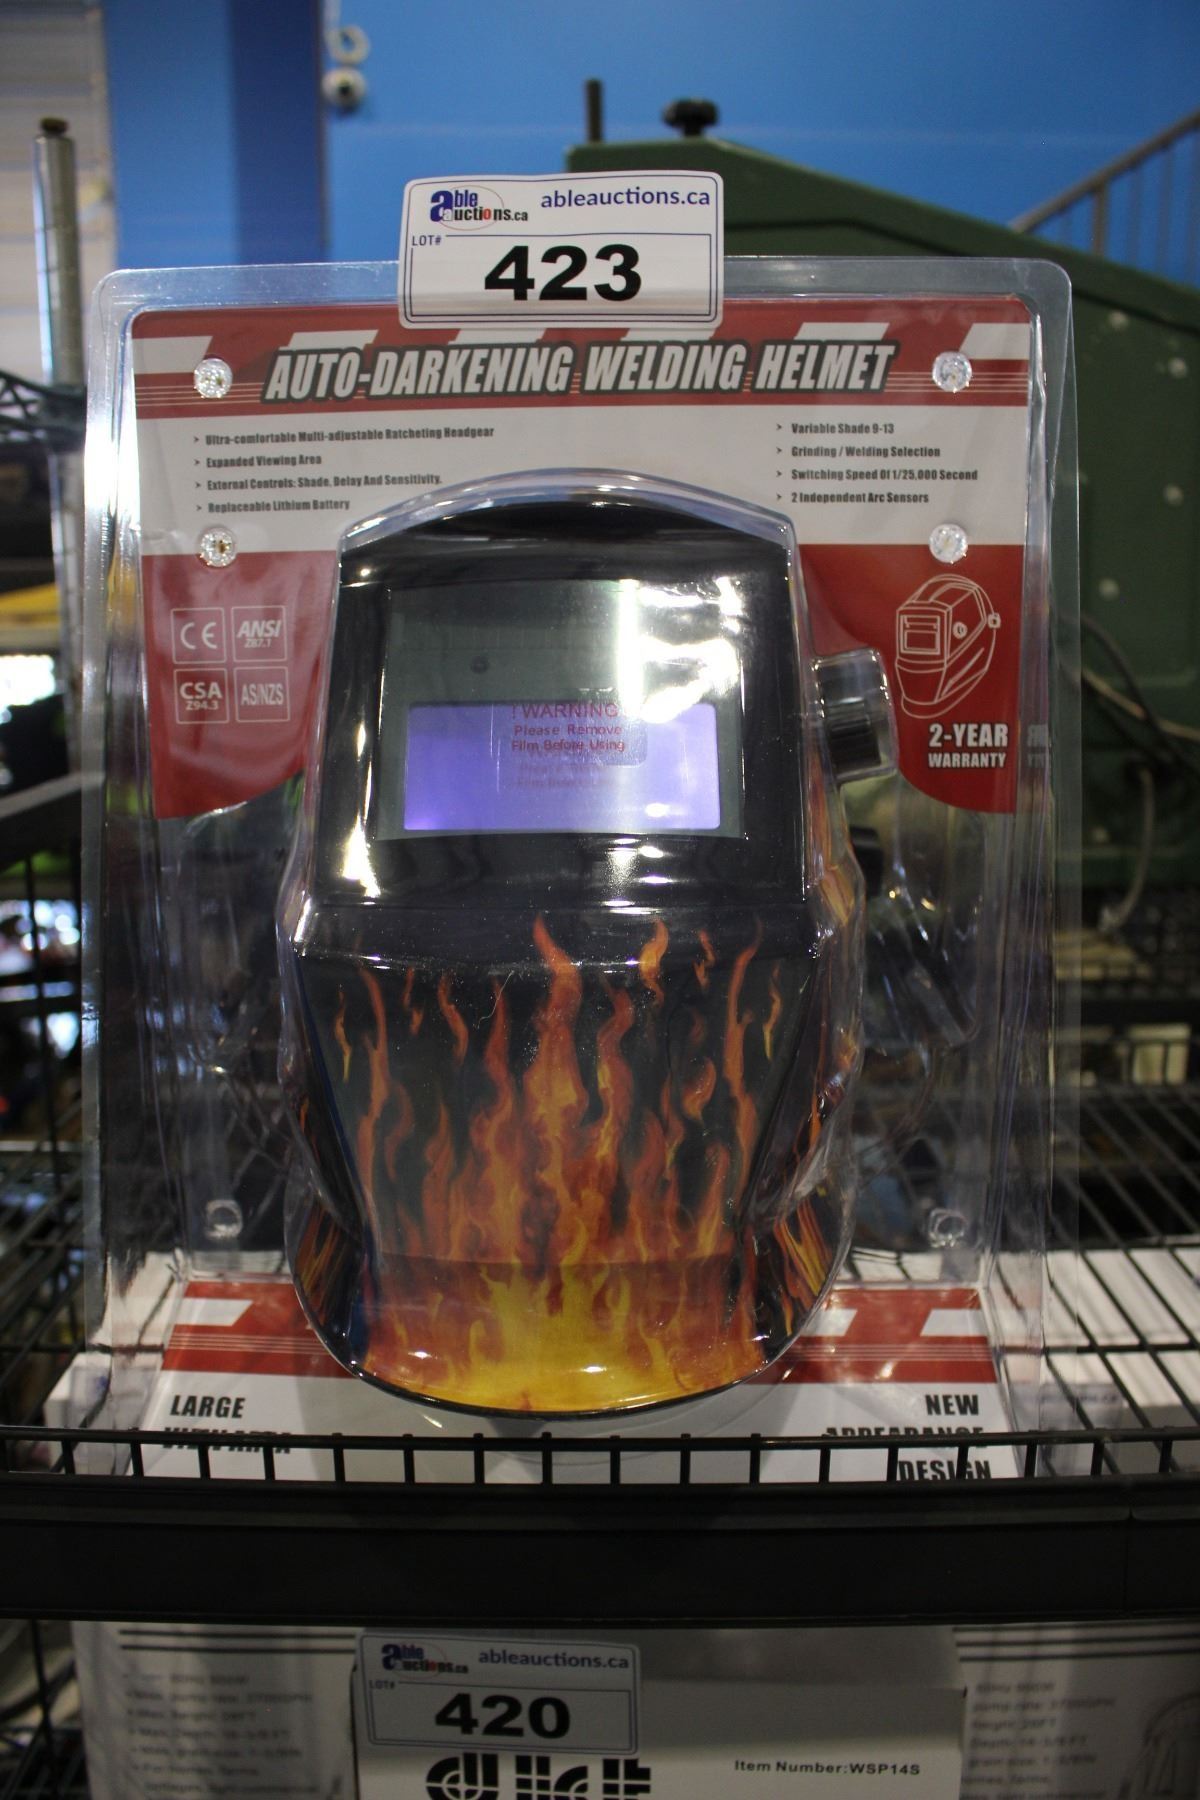 able auctions.ca ableauctions.ca
LOT#
423
AUTO-DARKENING WELDING HELMET
Ultra-comfortable Multi-adjustable Ratcheting Headgear
Expanded Viewing Area
External Controls: Shade, Delay And Sensitivity.
Replaceable Lithium Battery
Variable Shade 9-13
Grinding / Welding Selection
Switching Speed Of 1/25,000 Second
2 Independent Arc Sensors
CE
ANSI
Z87.1
CSA
Z94.3
AS/NZS
! WARNING
Please Remove
Film Before Using
2-YEAR
WARRANTY
LARGE
VIEW AREA
NEW
APPEARANCE
DESIGN
able auctions.ca ableauctions.ca
LOT#
420
Item Number:WSP14S